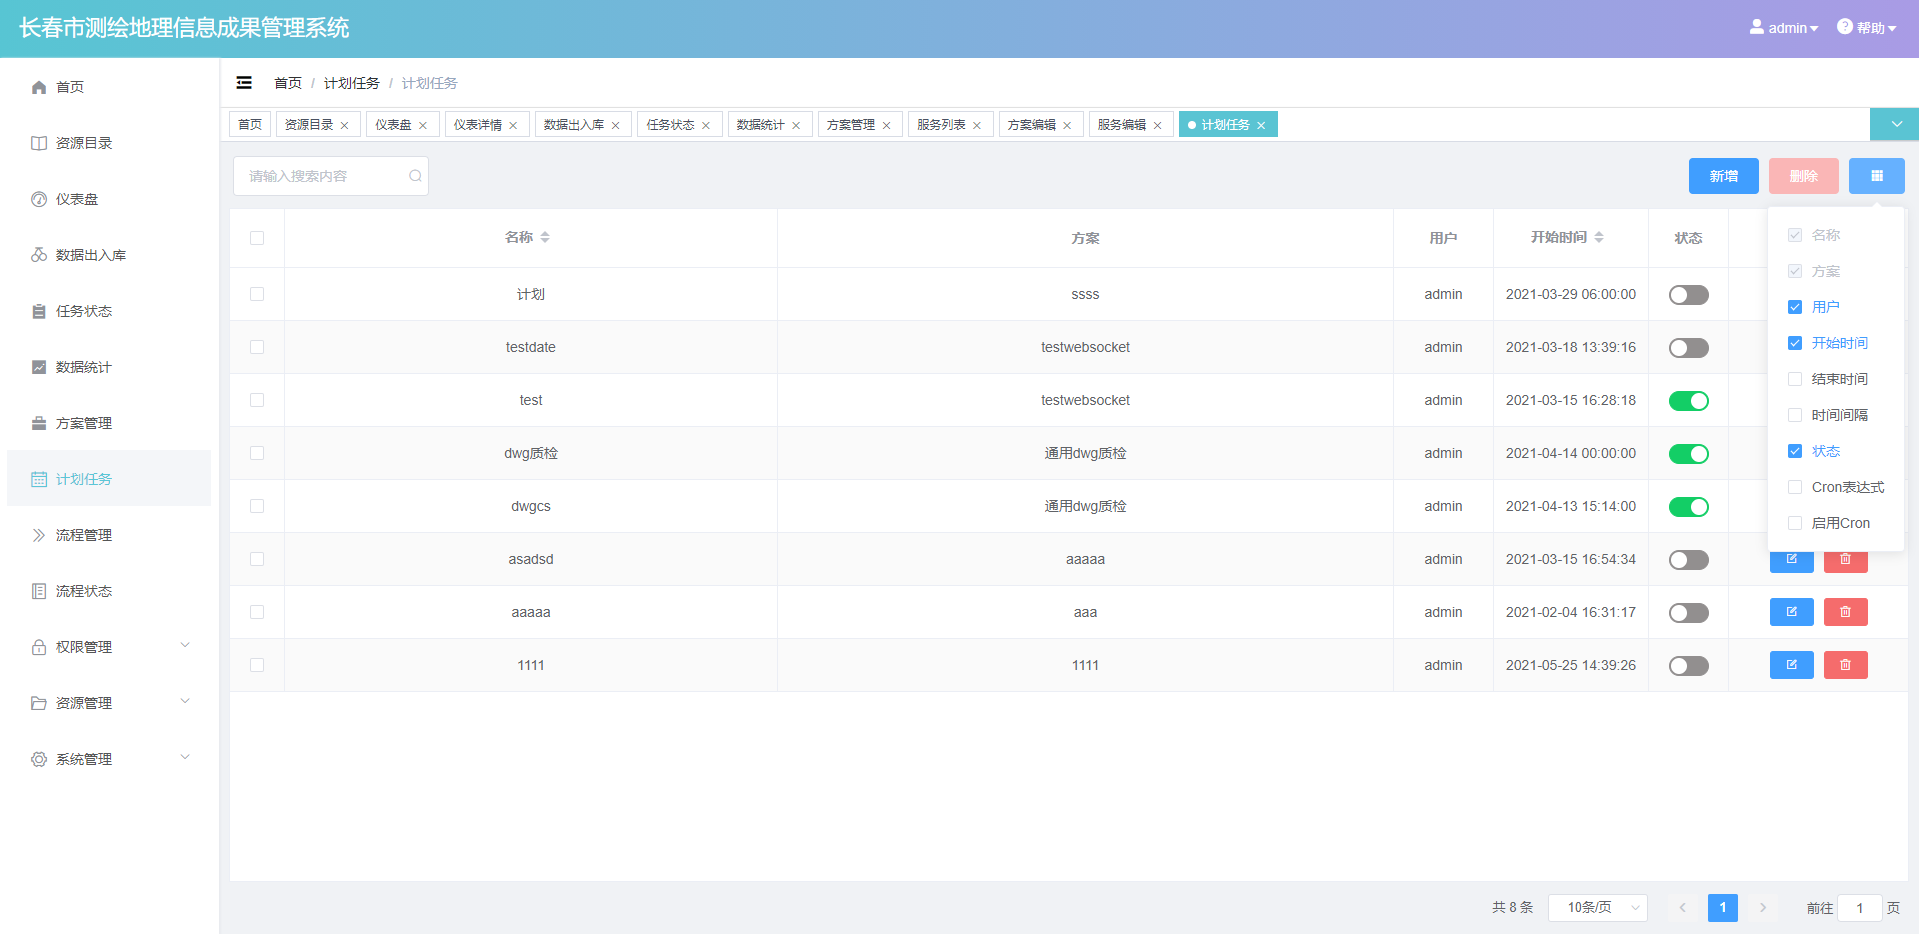 长春市测绘地理信息成果管理系统
admin
帮助
首页
资源目录
仪表盘
数据出入库
任务状态
数据统计
方案管理
计划任务
流程管理
流程状态
权限管理
资源管理
系统管理
首页 / 计划任务 / 计划任务
首页 资源目录 仪表盘 仪表详情 数据出入库 任务状态 数据统计 方案管理 服务列表 方案编辑 服务编辑 计划任务
请输入搜索内容
新增 删除
名称 方案 用户 开始时间 状态
计划 ssss admin 2021-03-29 06:00:00
testdate testwebsocket admin 2021-03-18 13:39:16
test testwebsocket admin 2021-03-15 16:28:18
dwg质检 通用dwg质检 admin 2021-04-14 00:00:00
dwgcs 通用dwg质检 admin 2021-04-13 15:14:00
asadsd aaaaa admin 2021-03-15 16:54:34
aaaaa aaa admin 2021-02-04 16:31:17
1111 1111 admin 2021-05-25 14:39:26
名称
方案
用户
开始时间
结束时间
时间间隔
状态
Cron表达式
启用Cron
共 8 条 10条/页 1 前往 1 页